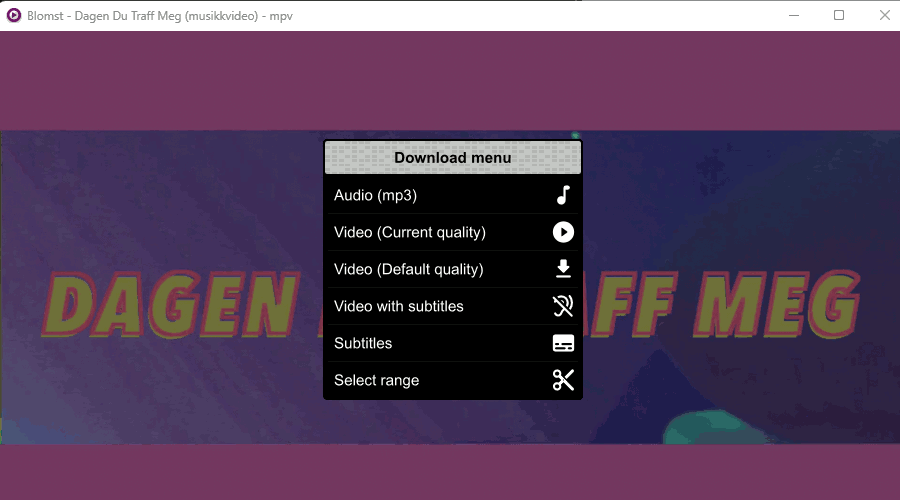 Blomst - Dagen Du Traff Meg (musikkvideo) - mpv
Download menu
Audio (mp3)
Video (Current quality)
Video (Default quality)
Video with subtitles
Subtitles
Select range
DAGEN AFF MEG